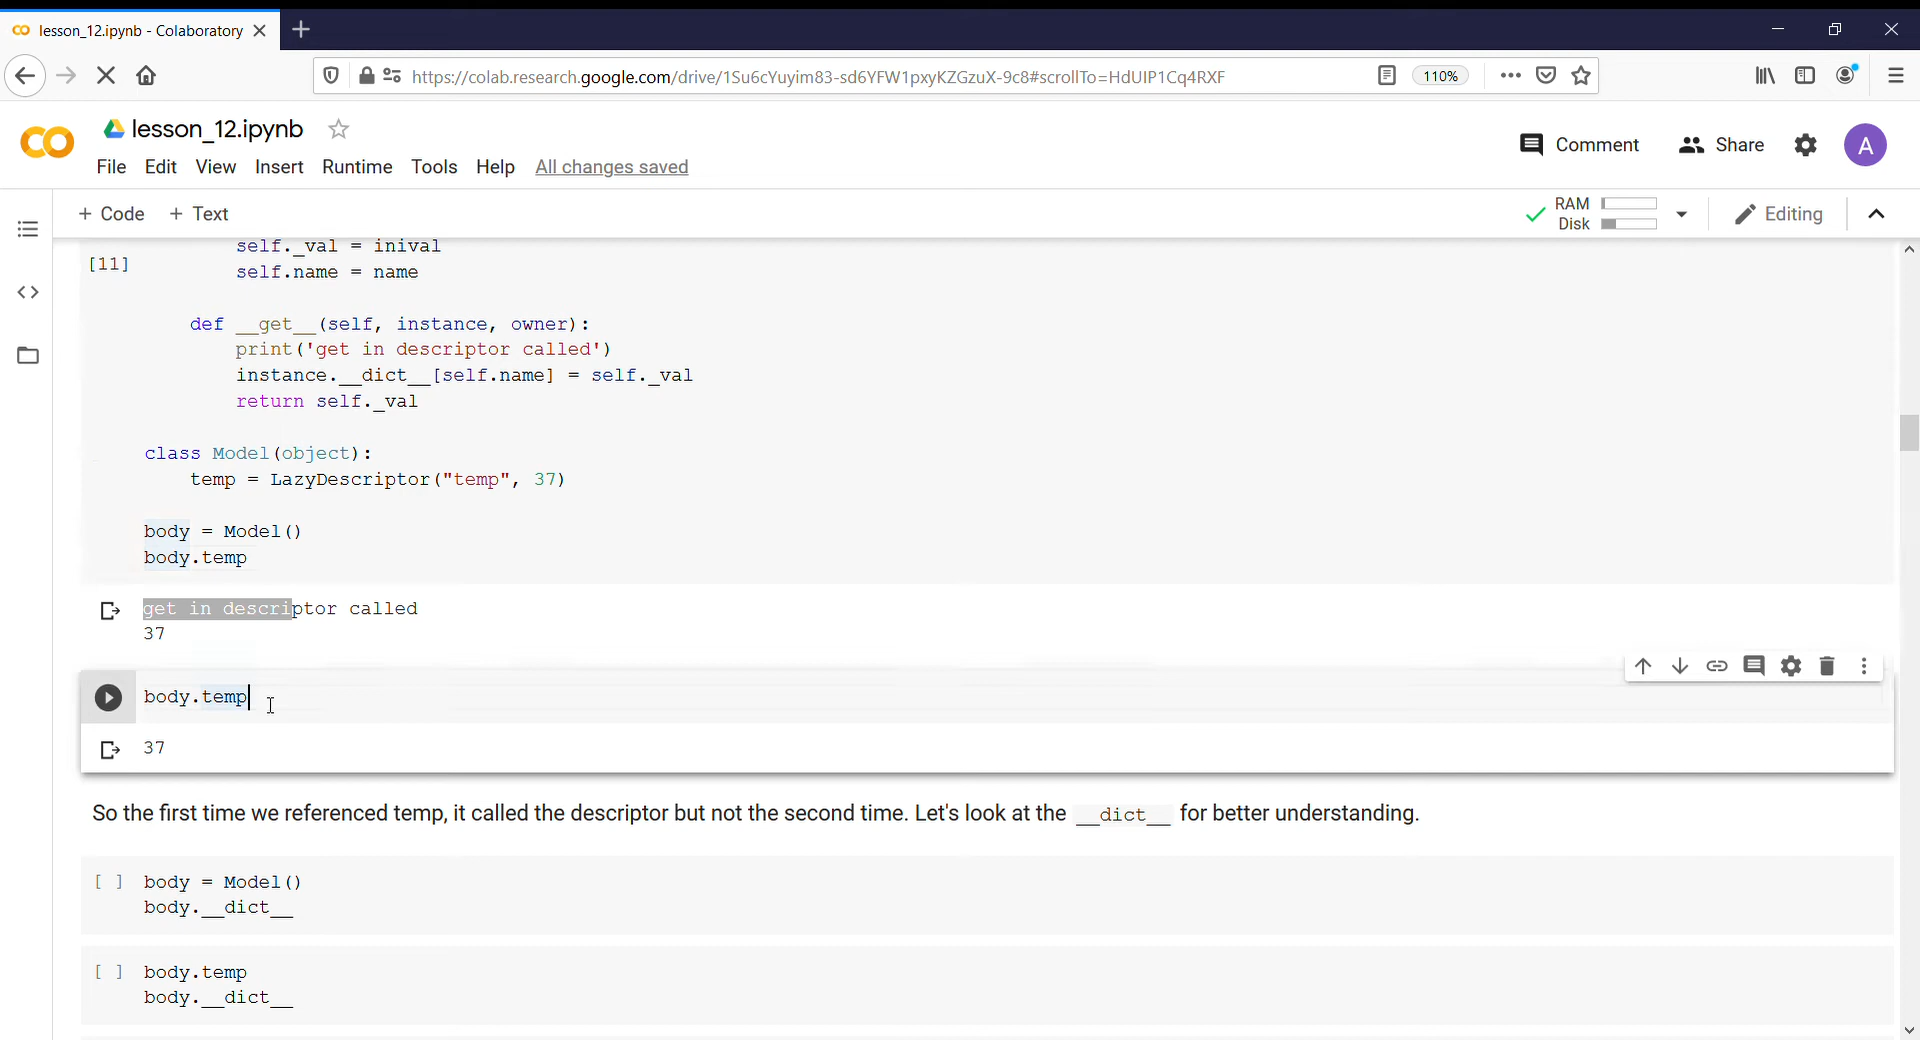 lesson_12.ipynb - Colaboratory
https://colab.research.google.com/drive/1Su6cYuyim83-sd6YFW1pxyKZGzuX-9c8#scrollTo=HdUIP1Cq4RXF
110%
lesson_12.ipynb
File Edit View Insert Runtime Tools Help All changes saved
Comment Share A
+ Code + Text
RAM
Disk
Editing
self._val = inival
[11]
self.name = name
def __get__(self, instance, owner):
print('get in descriptor called')
instance.__dict__[self.name] = self._val
return self._val
class Model(object):
temp = LazyDescriptor("temp", 37)
body = Model()
body.temp
get in descriptor called
37
body.temp
37
So the first time we referenced temp, it called the descriptor but not the second time. Let's look at the __dict__ for better understanding.
[ ] body = Model()
body.__dict__
[ ] body.temp
body.__dict__